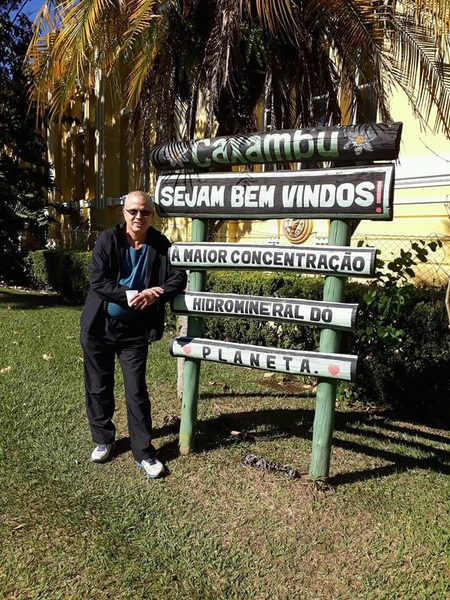 Caxambu
SEJAM BEM VINDOS!
A MAIOR CONCENTRAÇÃO
HIDROMINERAL DO
PLANETA.